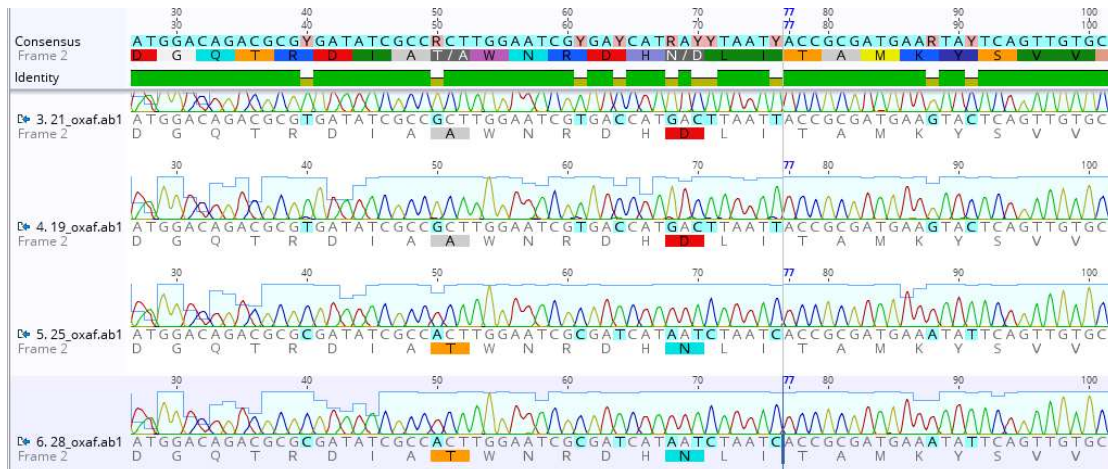 30 40 50 60 70 77 80 90 100
30 40 50 60 70 77 80 90 100
Consensus ATGGACAGACGCGYGATATCGCCRCTTGGAATCGYGAYCATRAYYTAATYACCGCGATGAARTAYTCAGTTGTGC
Frame 2 D G Q T R D I A T/A W N R D H N/D L I T A M K Y S V V
Identity
3. 21_oxaf.ab1 ATGGACAGACGCGTGATATCGCCGCTTGGAATCGTGACCATGACTTAATTACCGCGATGAAGTACTCAGTTGTGC
Frame 2 D G Q T R D I A A W N R D H D L I T A M K Y S V V
30 40 50 60 70 77 80 90 100
4. 19_oxaf.ab1 ATGGACAGACGCGTGATATCGCCGCTTGGAATCGTGACCATGACTTAATTACCGCGATGAAGTACTCAGTTGTGC
Frame 2 D G Q T R D I A A W N R D H D L I T A M K Y S V V
30 40 50 60 70 77 80 90 100
5. 25_oxaf.ab1 ATGGACAGACGCGCGATATCGCCACTTGGAATCGCGATCATAATCTAATCACCGCGATGAAATATTCAGTTGTGC
Frame 2 D G Q T R D I A T W N R D H N L I T A M K Y S V V
30 40 50 60 70 77 80 90 100
6. 28_oxaf.ab1 ATGGACAGACGCGCGATATCGCCACTTGGAATCGCGATCATAATCTAATCACCGCGATGAAATATTCAGTTGTGC
Frame 2 D G Q T R D I A T W N R D H N L I T A M K Y S V V